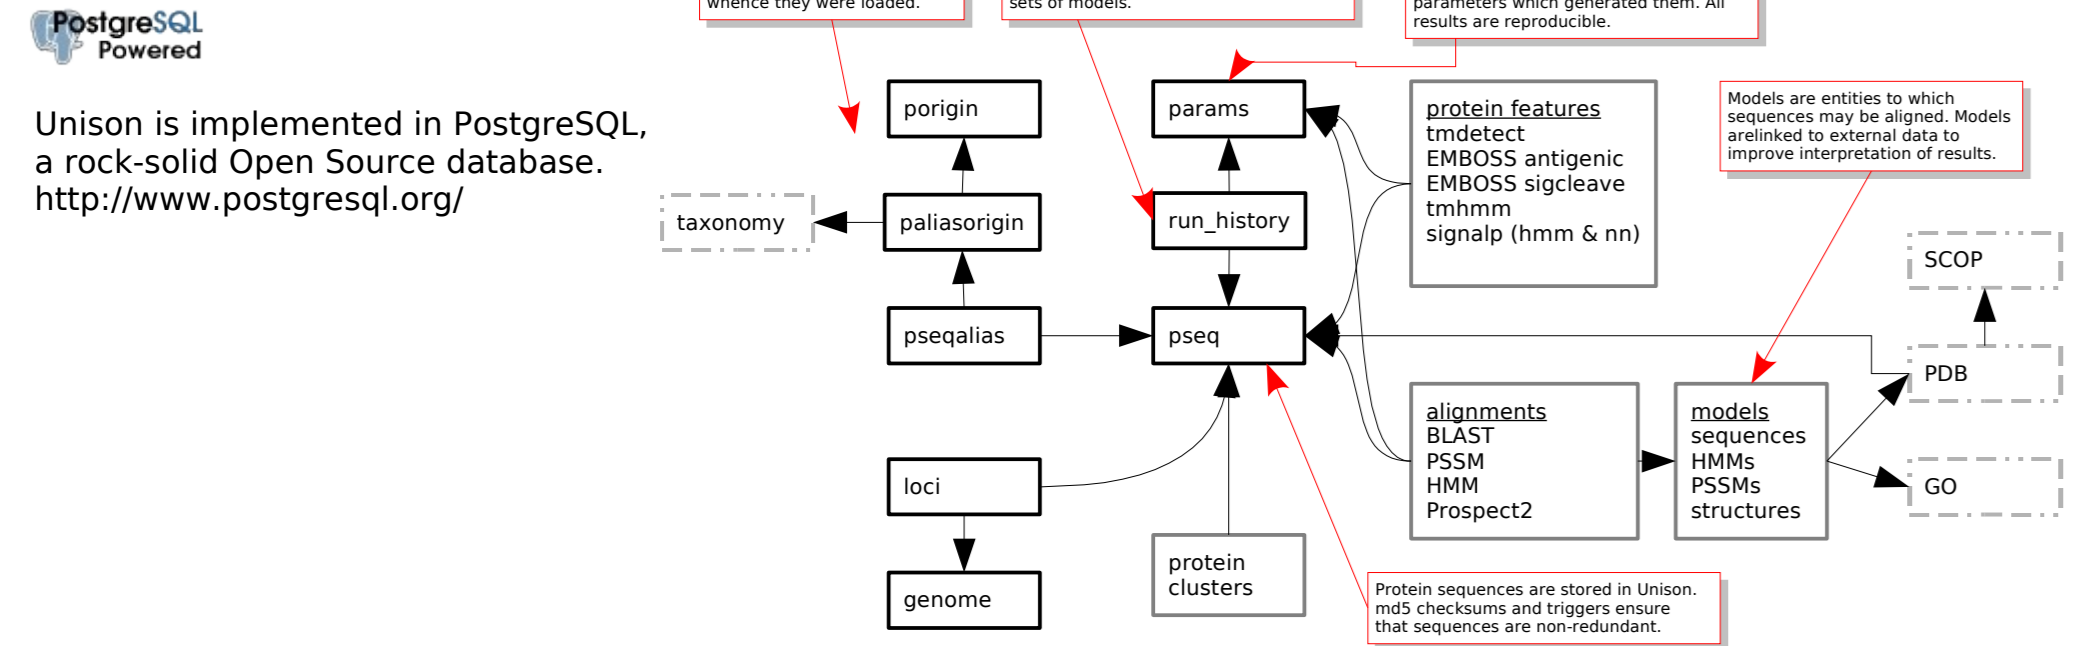 PostgreSQL
Powered
Unison is implemented in PostgreSQL,
a rock-solid Open Source database.
http://www.postgresql.org/
whence they were loaded.
sets of models.
parameters which generated them. All
results are reproducible.
porigin
params
protein features
tmdetect
EMBOSS antigenic
EMBOSS sigcleave
tmhmm
signalp (hmm & nn)
Models are entities to which
sequences may be aligned. Models
arelinked to external data to
improve interpretation of results.
taxonomy
paliasorigin
run_history
SCOP
pseqalias
pseq
PDB
alignments
BLAST
PSSM
HMM
Prospect2
models
sequences
HMMs
PSSMs
structures
loci
GO
protein
clusters
genome
Protein sequences are stored in Unison.
md5 checksums and triggers ensure
that sequences are non-redundant.